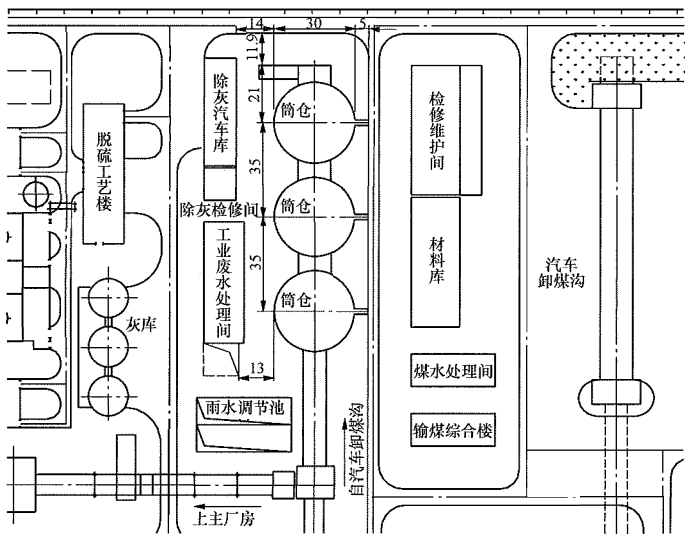 14
30
5
11.9
21
35
35
13
除灰汽车库
筒仓
检修维护间
脱硫工艺楼
除灰检修间
筒仓
工业废水处理间
材料库
汽车
卸煤沟
筒仓
灰库
煤水处理间
雨水调节池
输煤综合楼
自汽车卸煤沟
上主厂房